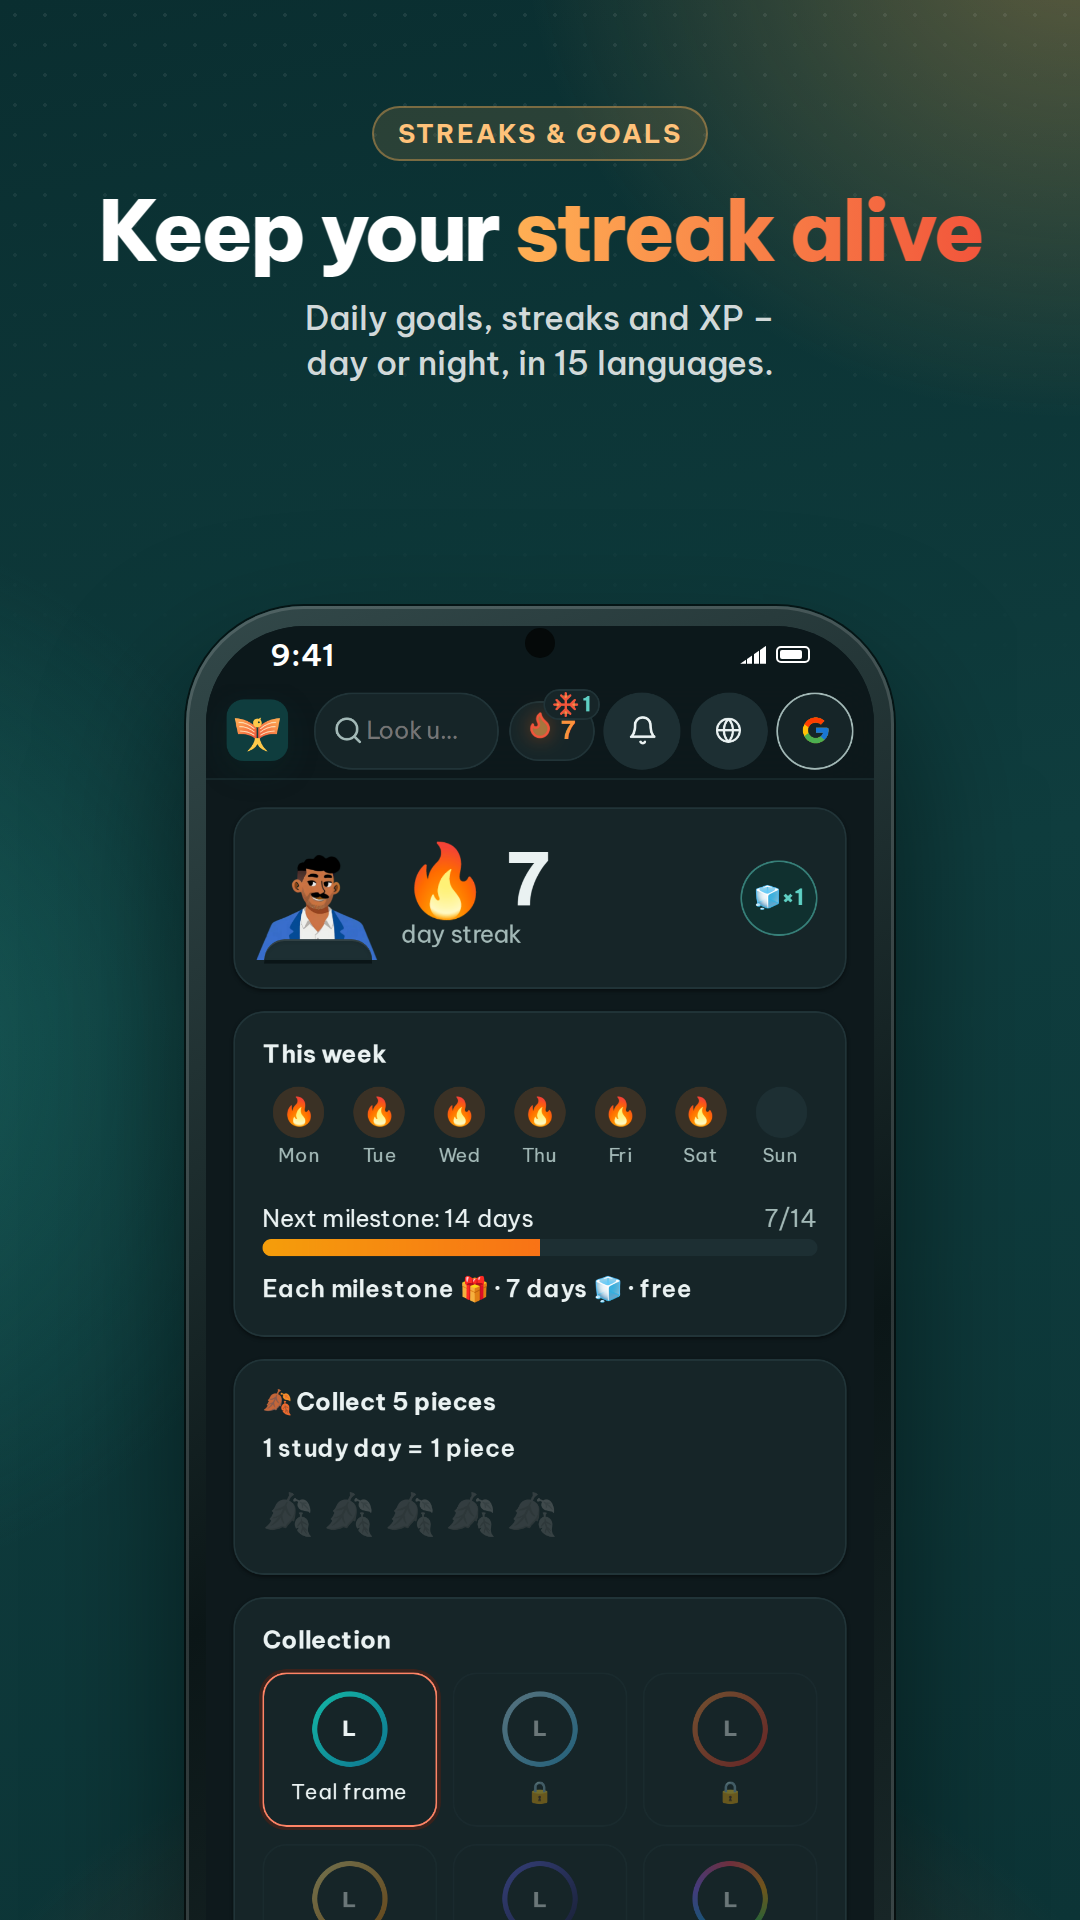 STREAKS & GOALS
Keep your streak alive
Daily goals, streaks and XP –
day or night, in 15 languages.
9:41
Look u...
1
7
7
day streak
×1
This week
Mon Tue Wed Thu Fri Sat Sun
Next milestone: 14 days 7/14
Each milestone 🎁 · 7 days 🧊 · free
🍂 Collect 5 pieces
1 study day = 1 piece
Collection
L L L
Teal frame
L L L